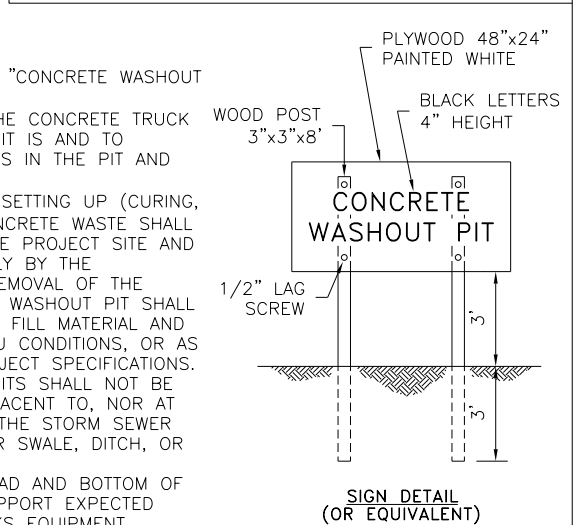 "CONCRETE WASHOUT
HE CONCRETE TRUCK
IT IS AND TO
S IN THE PIT AND
SETTING UP (CURING,
NCRETE WASTE SHALL
E PROJECT SITE AND
LY BY THE
EMOVAL OF THE
WASHOUT PIT SHALL
FILL MATERIAL AND
U CONDITIONS, OR AS
JECT SPECIFICATIONS.
ITS SHALL NOT BE
ACENT TO, NOR AT
THE STORM SEWER
R SWALE, DITCH, OR
AD AND BOTTOM OF
PPORT EXPECTED
KS EQUIPMENT
PLYWOOD 48"x24"
PAINTED WHITE
WOOD POST
3"x3"x8'
BLACK LETTERS
4" HEIGHT
CONCRETE
WASHOUT PIT
1/2" LAG
SCREW
3'
3'
SIGN DETAIL
(OR EQUIVALENT)